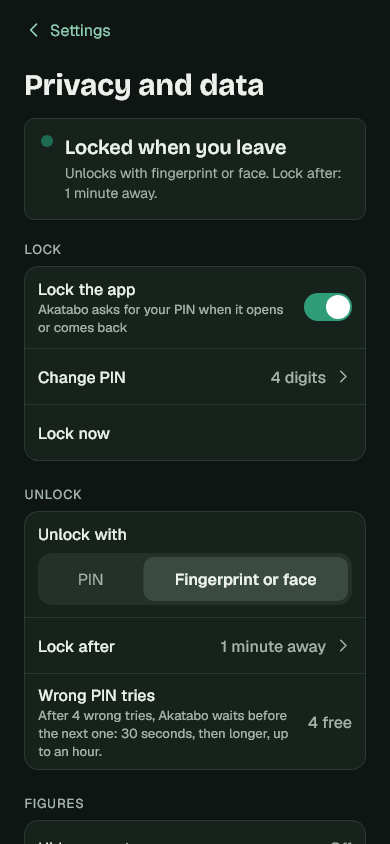 Settings
Privacy and data
Locked when you leave
Unlocks with fingerprint or face. Lock after:
1 minute away.
LOCK
Lock the app
Akatabo asks for your PIN when it opens
or comes back
Change PIN
4 digits
Lock now
UNLOCK
Unlock with
PIN
Fingerprint or face
Lock after
1 minute away
Wrong PIN tries
After 4 wrong tries, Akatabo waits before
the next one: 30 seconds, then longer, up
to an hour.
4 free
FIGURES